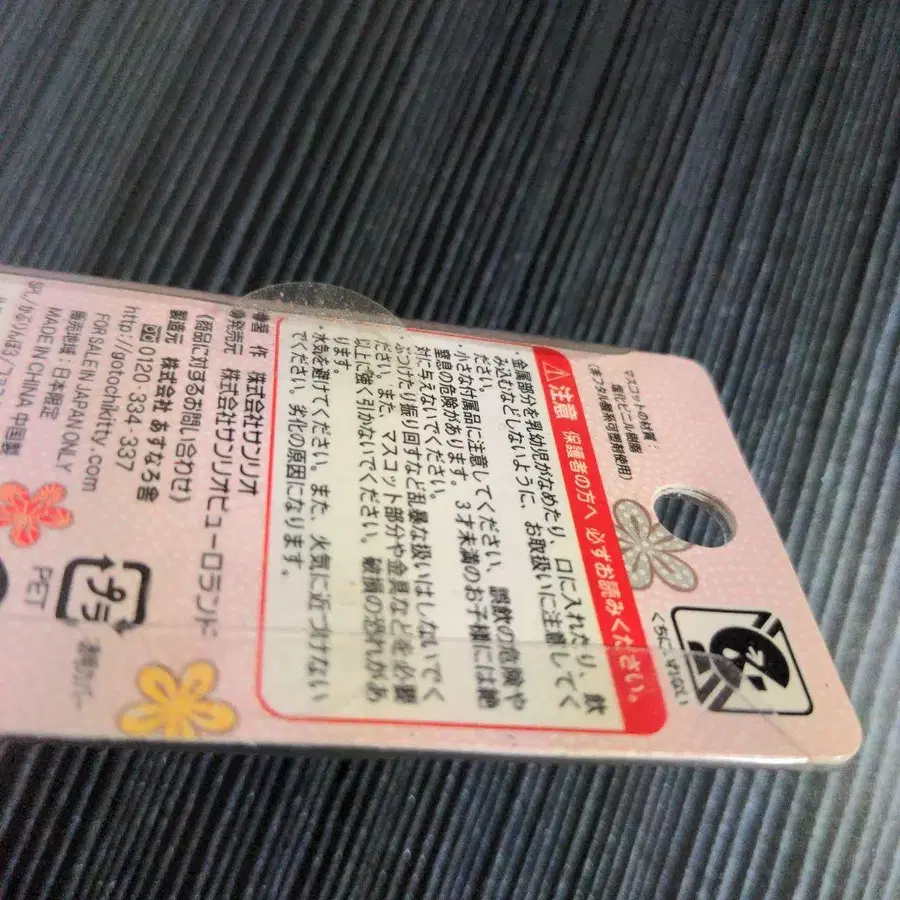 くちにいれない
マスコットの材質：
塩化ビニール樹脂
(非フタル酸系可塑剤使用)
注意 保護者の方へ 必ずお読みください。
・金属部分を乳幼児がなめたり、口に入れたり、飲
み込むなどしないように、お取扱いに注意してく
ださい。
・小さな付属品に注意してください。誤飲の危険や
窒息の危険があります。3才未満のお子様には絶
対に与えないでください。
・ぶつけたり振り回すなど乱暴な扱いはしないでく
ださい。また、マスコット部分や金具などを必要
以上に強く引かないでください。破損の恐れがあ
ります
・水気を避けてください。また、火気に近づけない
でください。劣化の原因になります。
著作 株式会社サンリオ
発売元 株式会社サンリオピューロランド
(商品に対するお問い合わせ)
製造元 株式会社あすなろ舎
0120-334-337
http://gotochikitty.com
FOR SALE IN JAPAN ONLY
販売地域：日本限定
MADE IN CHINA 中国製
プラ
PET